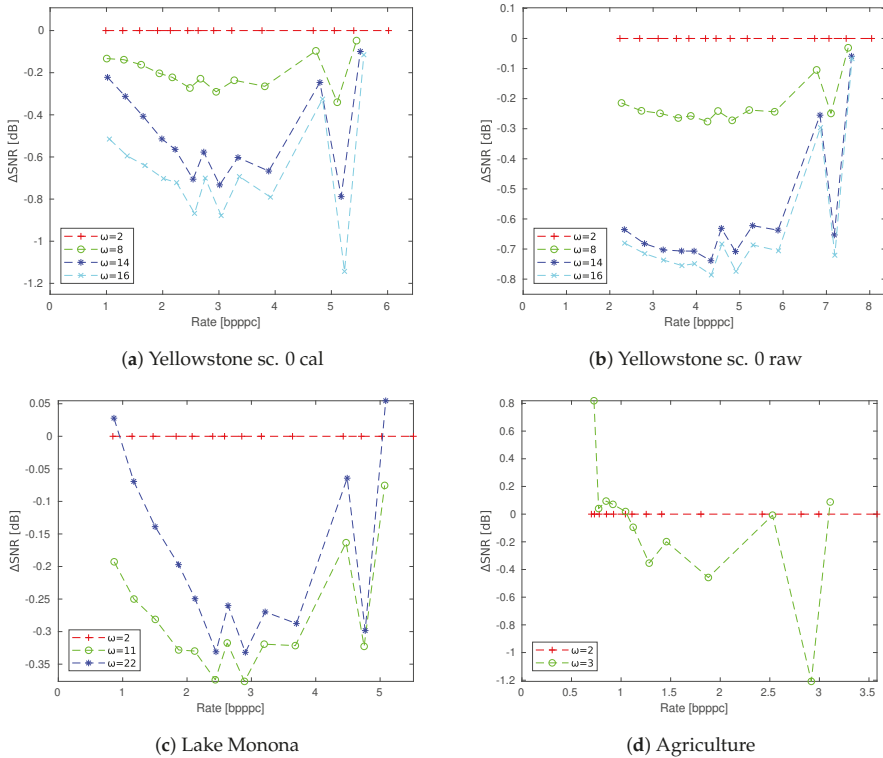 0
-0.2
-0.4
-0.6
-0.8
-1
-1.2
ΔSNR [dB]
ω=2
ω=8
ω=14
ω=16
0 1 2 3 4 5 6
Rate [bpppc]
(a) Yellowstone sc. 0 cal
0.1
0
-0.1
-0.2
-0.3
-0.4
-0.5
-0.6
-0.7
-0.8
ΔSNR [dB]
ω=2
ω=8
ω=14
ω=16
0 1 2 3 4 5 6 7 8
Rate [bpppc]
(b) Yellowstone sc. 0 raw
0.05
0
-0.05
-0.1
-0.15
-0.2
-0.25
-0.3
-0.35
ΔSNR [dB]
ω=2
ω=11
ω=22
0 1 2 3 4 5
Rate [bpppc]
(c) Lake Monona
0.8
0.6
0.4
0.2
0
-0.2
-0.4
-0.6
-0.8
-1
-1.2
ΔSNR [dB]
ω=2
ω=3
0 0.5 1 1.5 2 2.5 3 3.5
Rate [bpppc]
(d) Agriculture